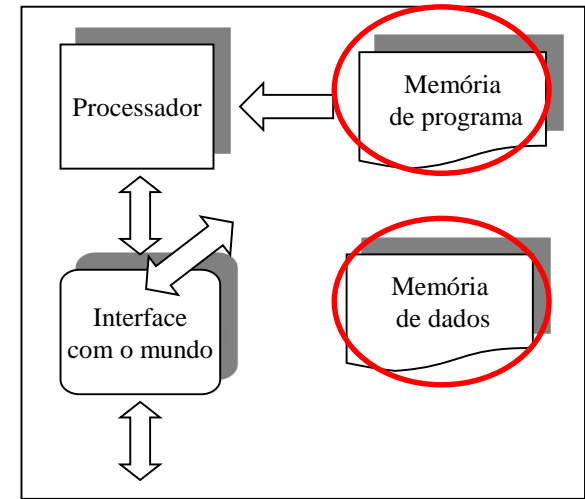 Processador
Memória
de programa
Interface
com o mundo
Memória
de dados